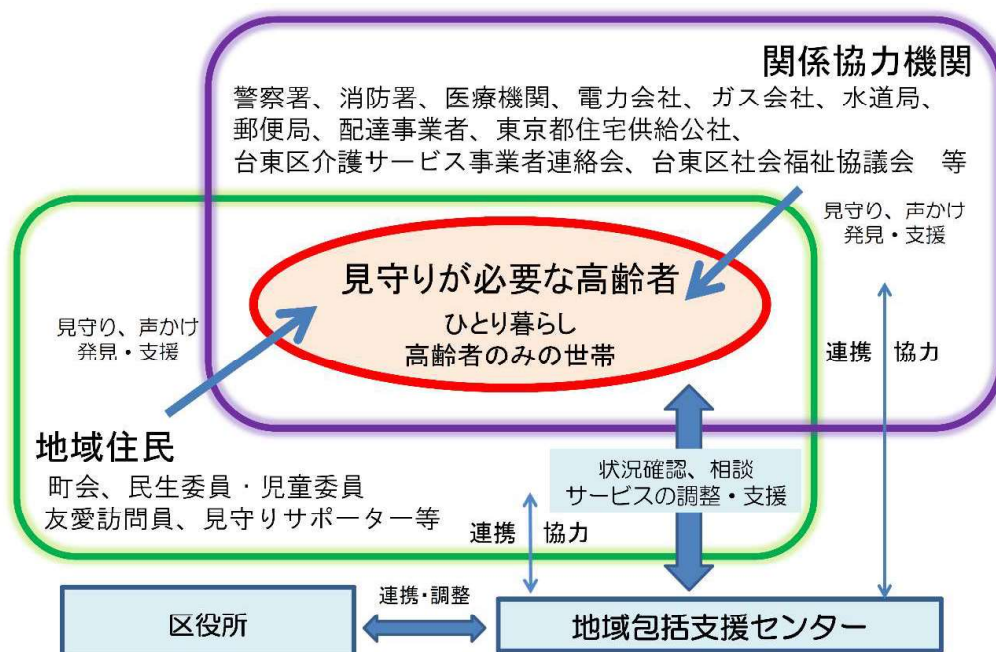 関係協力機関
警察署、消防署、医療機関、電力会社、ガス会社、水道局、
郵便局、配達事業者、東京都住宅供給公社、
台東区介護サービス事業者連絡会、台東区社会福祉協議会　等
見守り、声かけ
発見・支援
見守りが必要な高齢者
ひとり暮らし
高齢者のみの世帯
見守り、声かけ
発見・支援
連携 協力
地域住民
町会、民生委員・児童委員
友愛訪問員、見守りサポーター等
状況確認、相談
サービスの調整・支援
連携 協力
区役所
連携・調整
地域包括支援センター